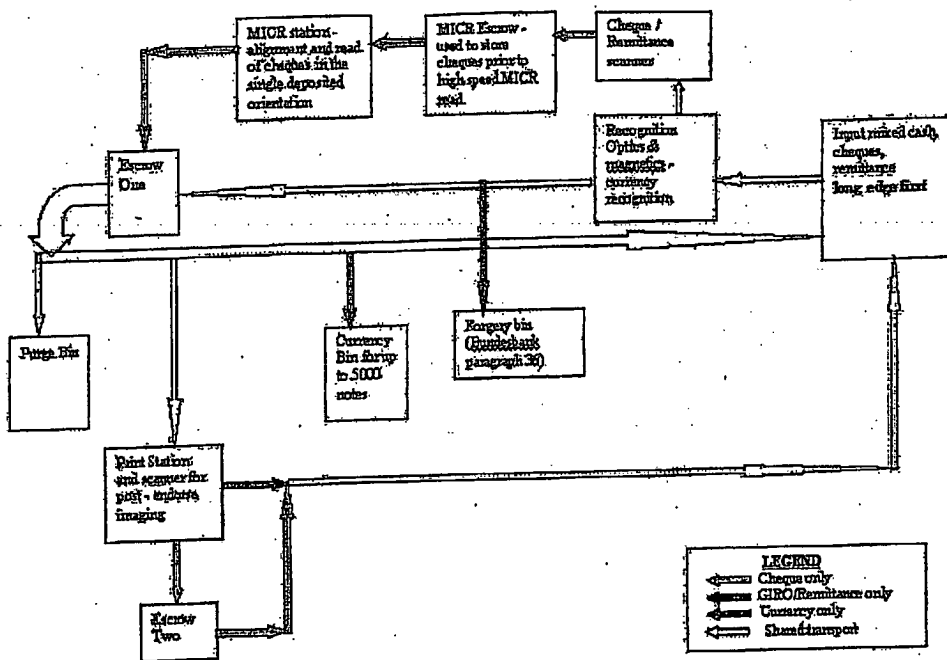 MICR station -
alignment and read
of cheques in the
single deposited
orientation
MICR Escrow -
used to store
cheques prior to
high speed MICR
read.
Cheque /
Remittance
scanners
Recognition
Optics &
magnetics -
currency
recognition
Input mixed cash,
cheques,
remittance
long edge first
Escrow
One
Purge Bin
Currency
Bin for up
to 5000
notes
Forgery bin
(Bundesbank
paragraph 36)
Print Station
and scanner for
post - endorse
imaging
Escrow
Two
LEGEND
Cheque only
GIRO/Remittance only
Currency only
Shared transport